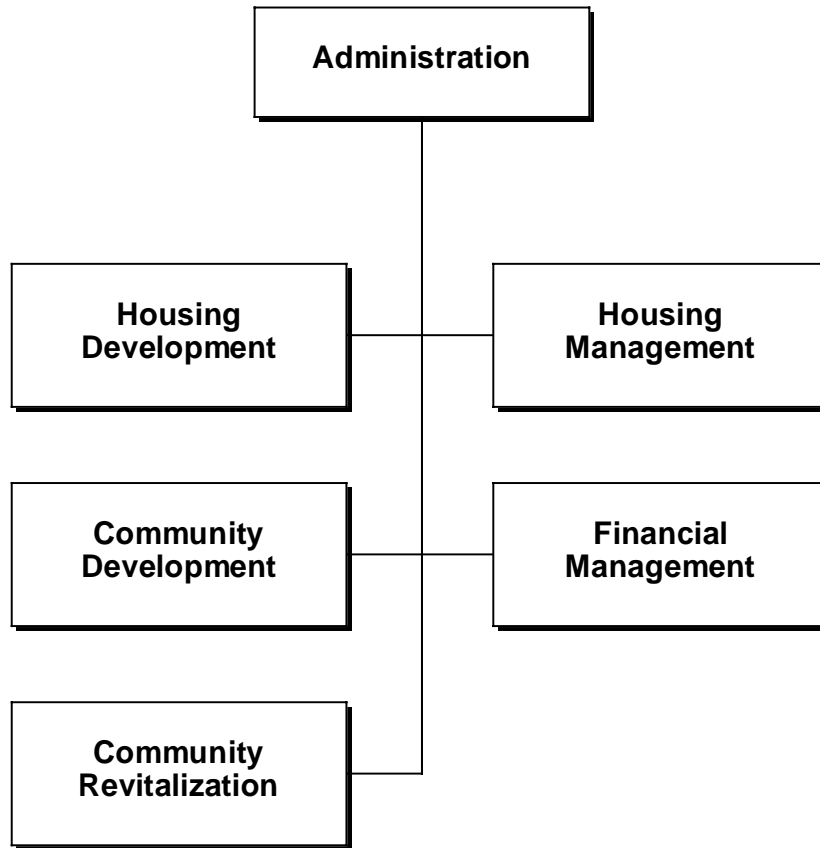 Administration
Housing
Development
Housing
Management
Community
Development
Financial
Management
Community
Revitalization